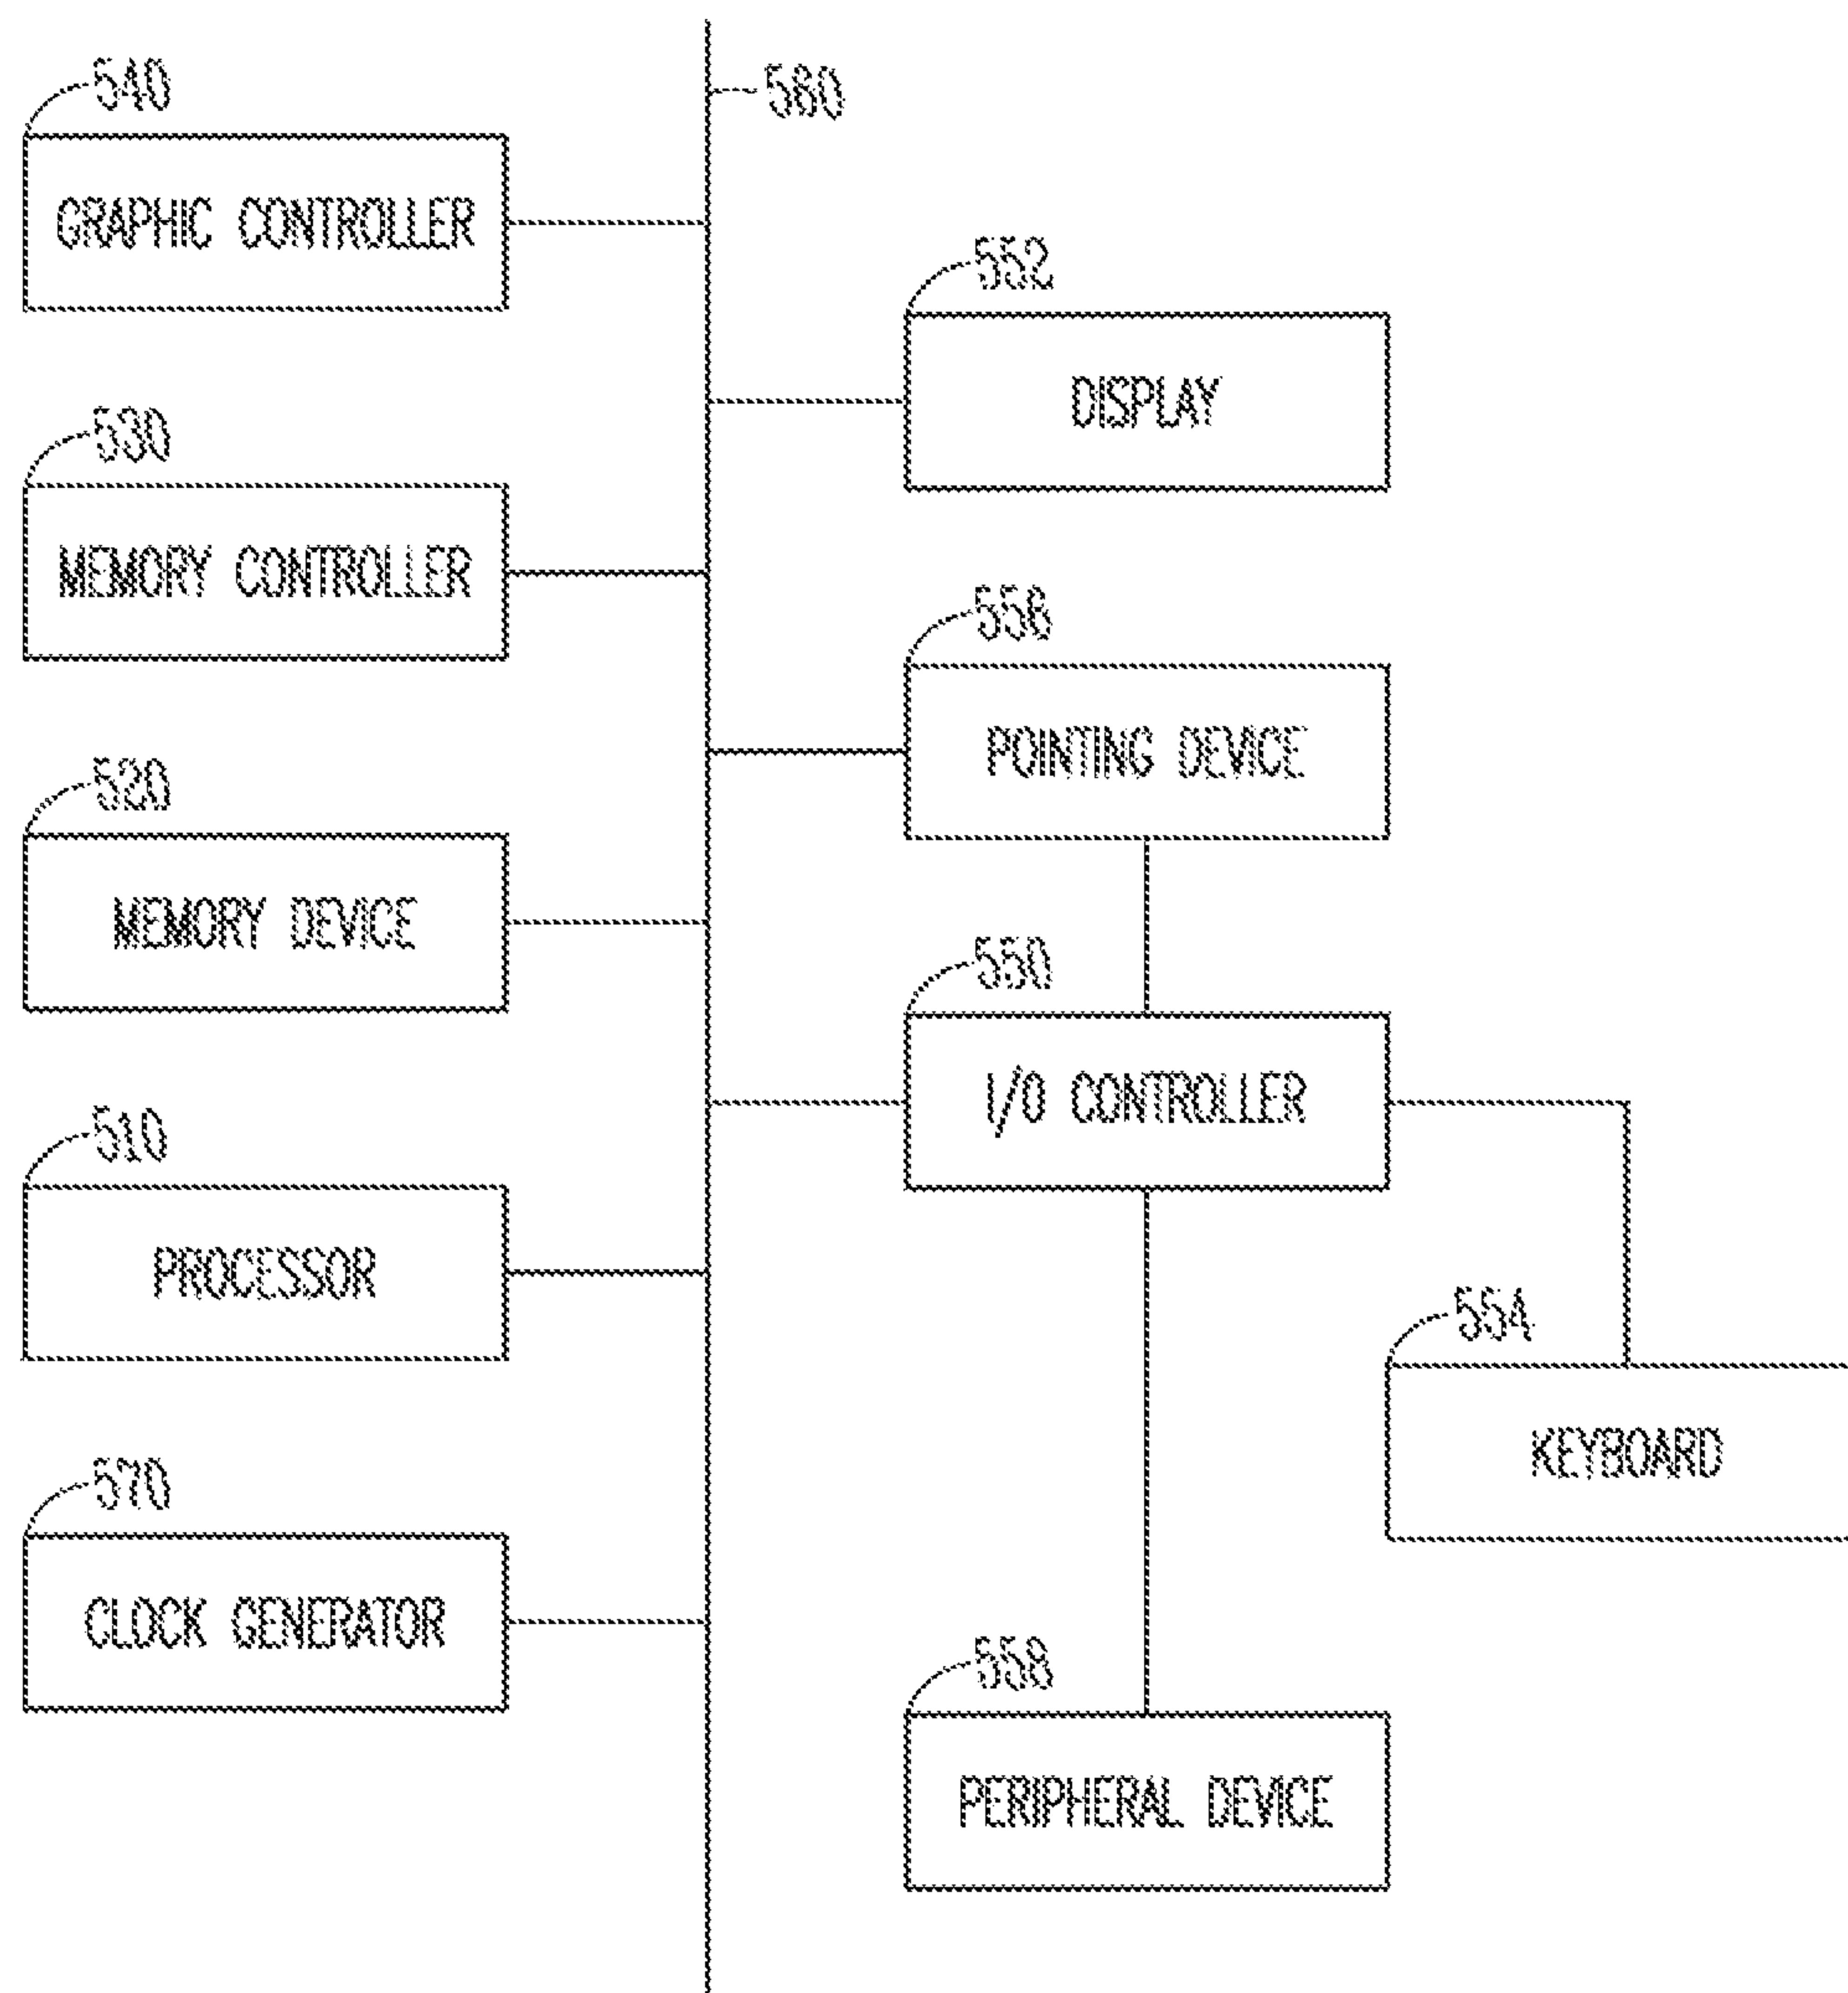 540
560
GRAPHIC CONTROLLER
552
DISPLAY
530
MEMORY CONTROLLER
556
POINTING DEVICE
520
MEMORY DEVICE
550
I/O CONTROLLER
510
PROCESSOR
554
KEYBOARD
570
CLOCK GENERATOR
558
PERIPHERAL DEVICE